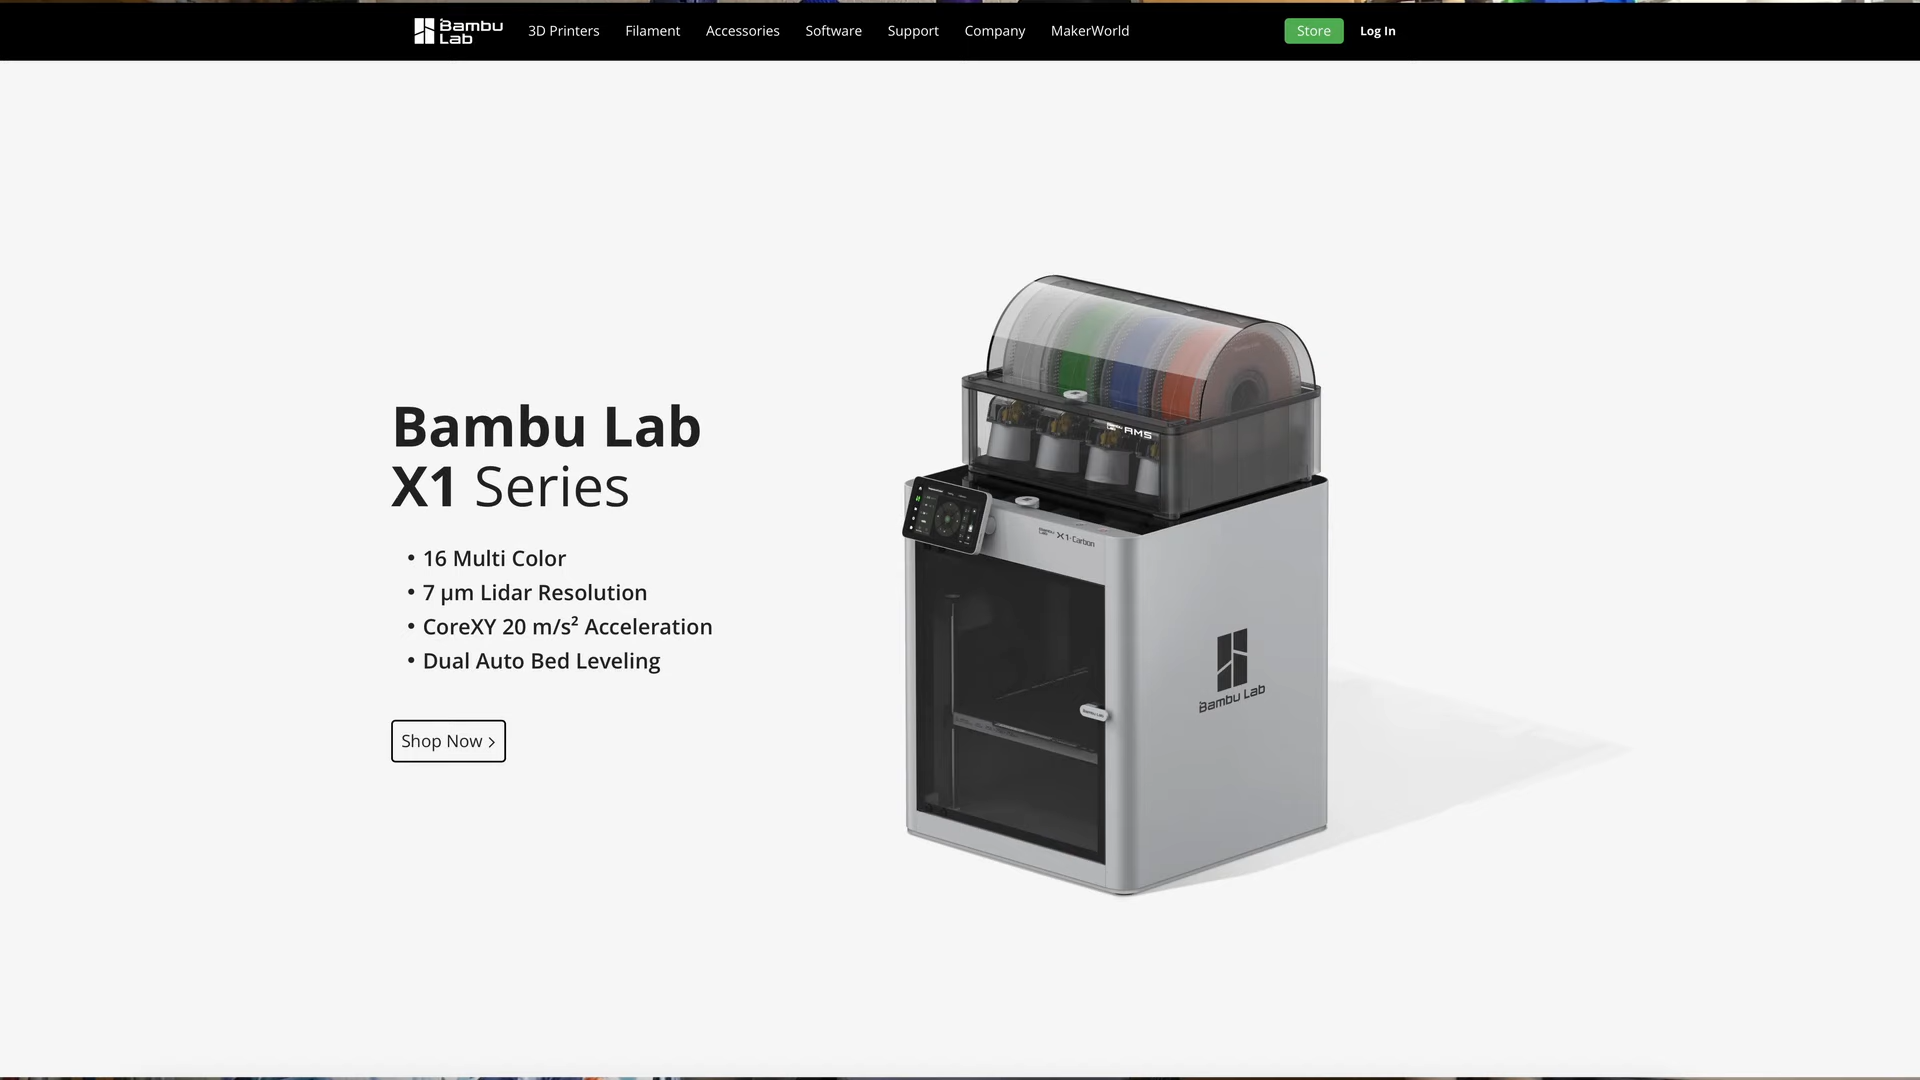 Bambu
Lab
3D Printers
Filament
Accessories
Software
Support
Company
MakerWorld
Store
Log In
Bambu Lab
X1 Series
• 16 Multi Color
• 7 μm Lidar Resolution
• CoreXY 20 m/s² Acceleration
• Dual Auto Bed Leveling
Shop Now >
AMS
X1-Carbon
Bambu Lab
Bambu Lab